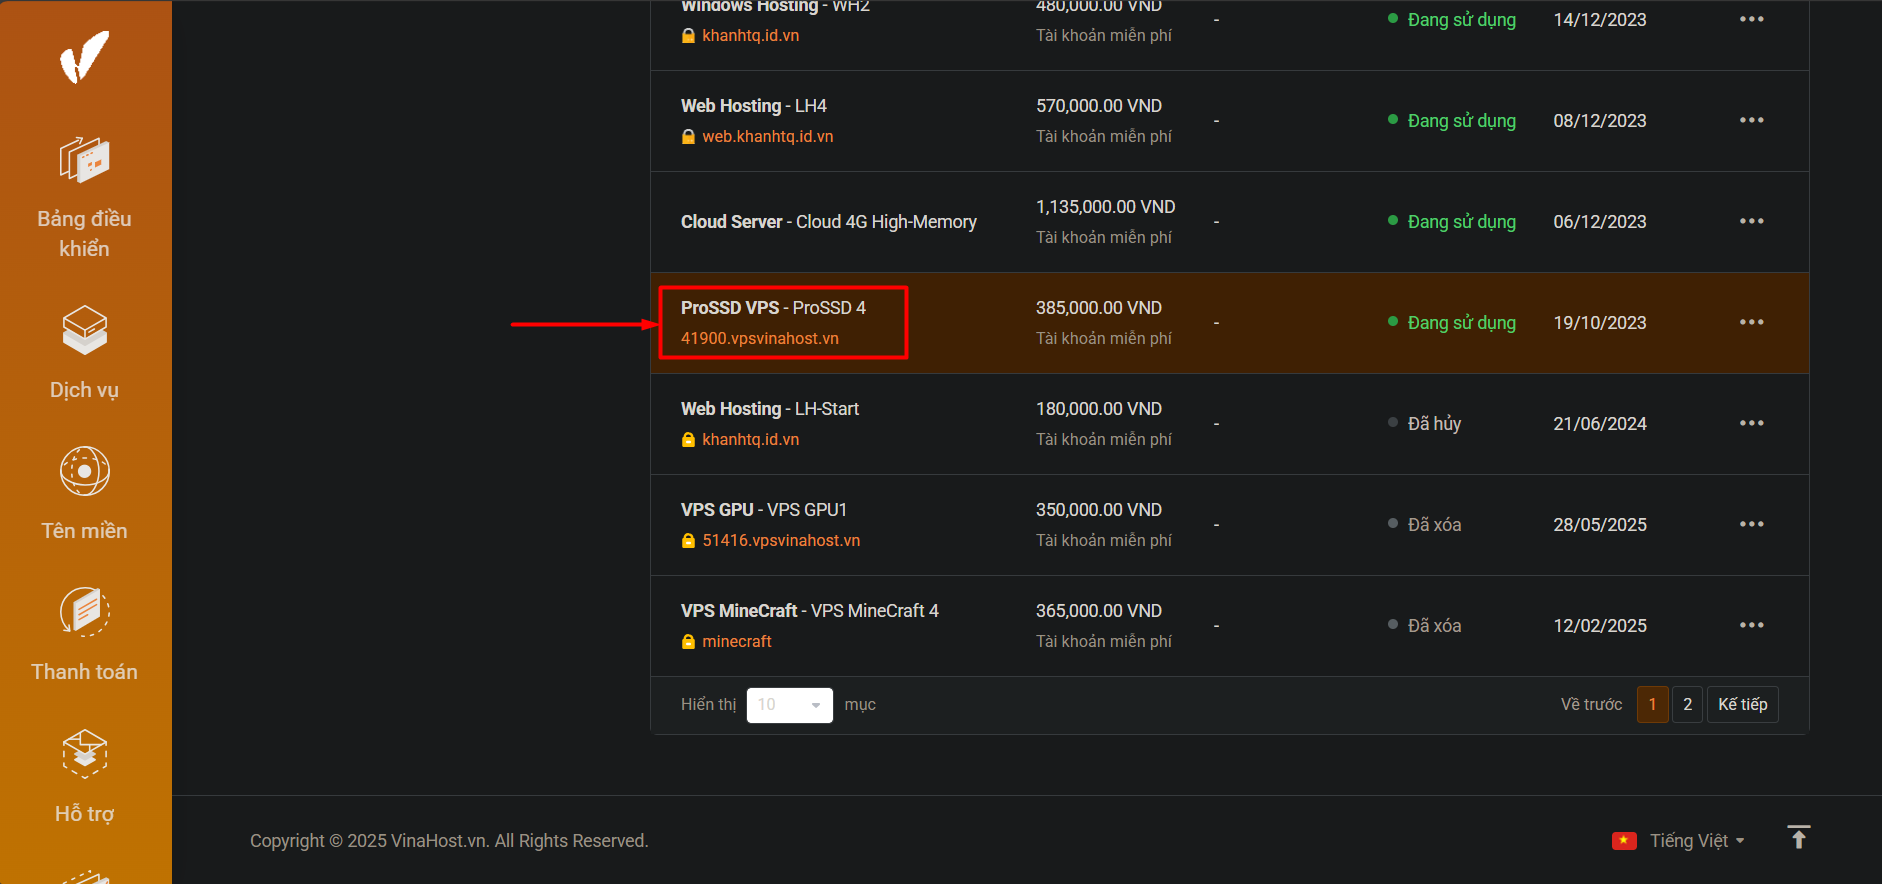 Bảng điều
khiển
Dịch vụ
Tên miền
Thanh toán
Hỗ trợ
Windows Hosting - WH2
khanhtq.id.vn
480,000.00 VND
Tài khoản miễn phí
-
Đang sử dụng
14/12/2023
Web Hosting - LH4
web.khanhtq.id.vn
570,000.00 VND
Tài khoản miễn phí
-
Đang sử dụng
08/12/2023
Cloud Server - Cloud 4G High-Memory
1,135,000.00 VND
Tài khoản miễn phí
-
Đang sử dụng
06/12/2023
ProSSD VPS - ProSSD 4
41900.vpsvinahost.vn
385,000.00 VND
Tài khoản miễn phí
-
Đang sử dụng
19/10/2023
Web Hosting - LH-Start
khanhtq.id.vn
180,000.00 VND
Tài khoản miễn phí
-
Đã hủy
21/06/2024
VPS GPU - VPS GPU1
51416.vpsvinahost.vn
350,000.00 VND
Tài khoản miễn phí
-
Đã xóa
28/05/2025
VPS MineCraft - VPS MineCraft 4
minecraft
365,000.00 VND
Tài khoản miễn phí
-
Đã xóa
12/02/2025
Hiển thị 10 mục
Về trước 1 2 Kế tiếp
Copyright © 2025 VinaHost.vn. All Rights Reserved.
Tiếng Việt